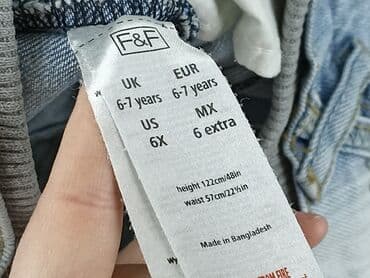 F&F
UK EUR
6-7 years 6-7 years
US MX
6X 6 extra
height 122cm/48in
waist 57cm/22½in
Made in Bangladesh
FIRE